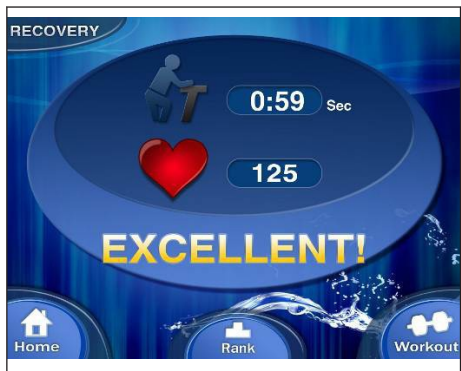 RECOVERY
0:59 Sec
125
EXCELLENT!
Home
Rank
Workout